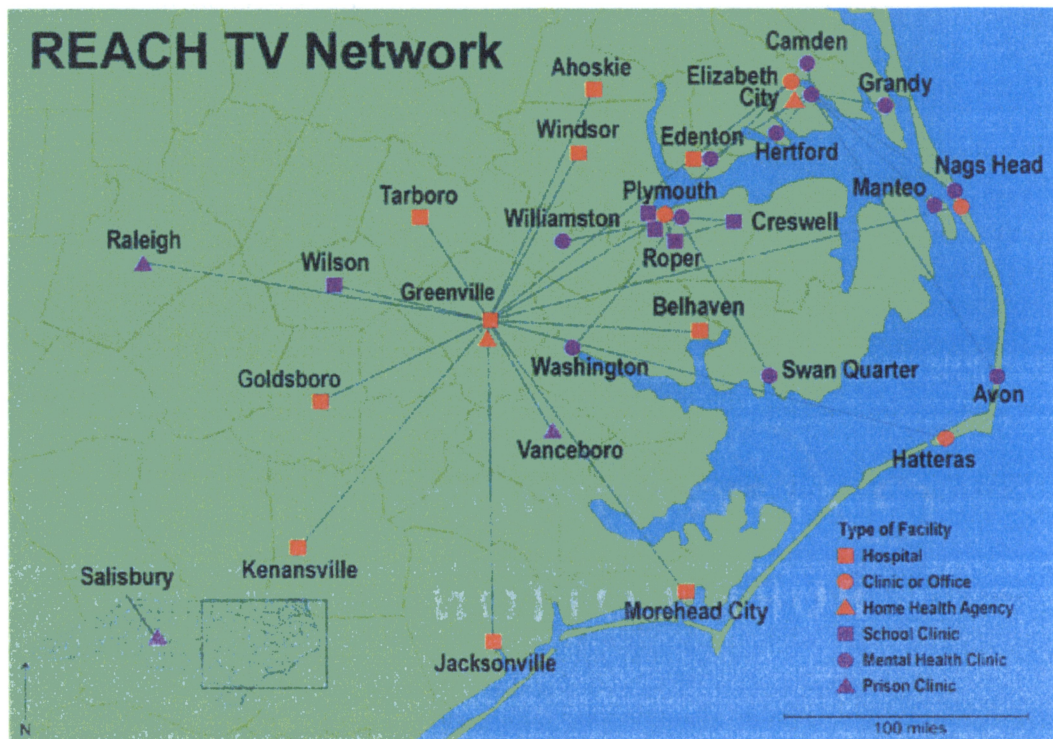 REACH TV Network
Camden
Ahoskie
Elizabeth
City
Grandy
Windsor
Edenton
Hertford
Nags Head
Tarboro
Plymouth
Manteo
Williamston
Creswell
Raleigh
Wilson
Roper
Greenville
Belhaven
Washington
Swan Quarter
Goldsboro
Avon
Vanceboro
Hatteras
Type of Facility
Hospital
Clinic or Office
Home Health Agency
School Clinic
Mental Health Clinic
Prison Clinic
Kenansville
Salisbury
Morehead City
Jacksonville
N
100 miles